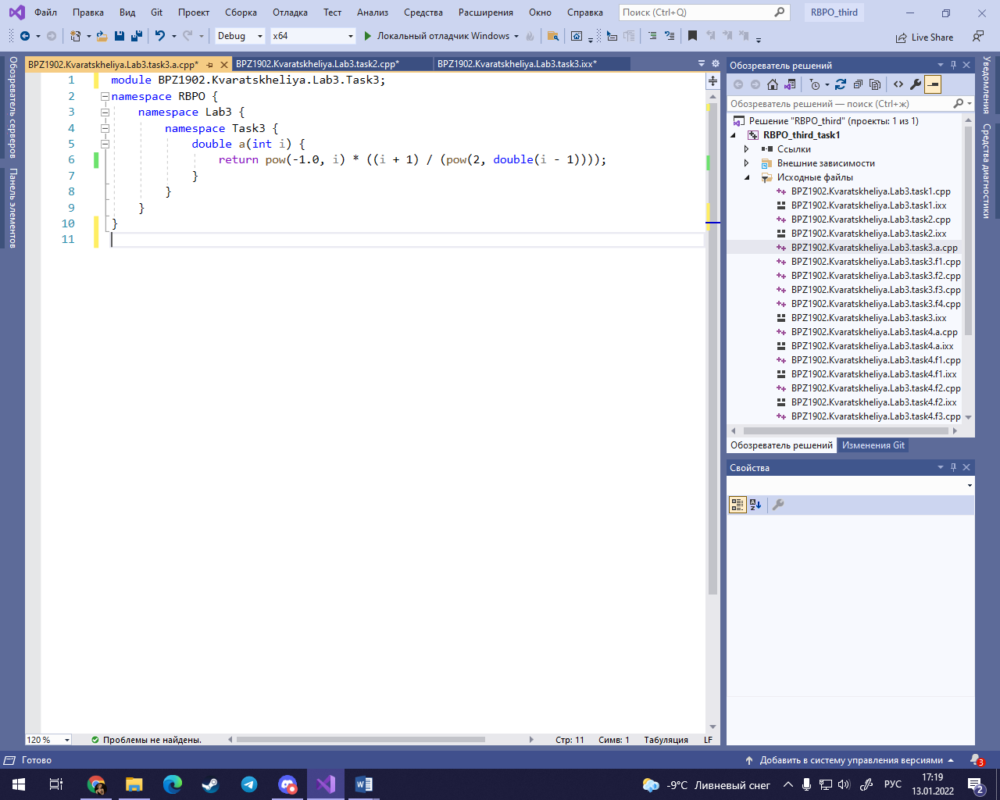 Файл Правка Вид Git Проект Сборка Отладка Тест Анализ Средства Расширения Окно Справка Поиск (Ctrl+Q) RBPO_third
Debug x64 Локальный отладчик Windows Live Share
Обозреватель серверов
Панель элементов
BPZ1902.Kvaratskheliya.Lab3.task3.a.cpp* BPZ1902.Kvaratskheliya.Lab3.task2.cpp* BPZ1902.Kvaratskheliya.Lab3.task3.ixx*
1 module BPZ1902.Kvaratskheliya.Lab3.Task3;
2 namespace RBPO {
3 namespace Lab3 {
4 namespace Task3 {
5 double a(int i) {
6 return pow(-1.0, i) * ((i + 1) / (pow(2, double(i - 1))));
7 }
8 }
9 }
10 }
11
120 % Проблемы не найдены. Стр: 11 Симв: 1 Табуляция LF
Обозреватель решений
Обозреватель решений — поиск (Ctrl+ж)
Решение "RBPO_third" (проекты: 1 из 1)
RBPO_third_task1
Ссылки
Внешние зависимости
Исходные файлы
BPZ1902.Kvaratskheliya.Lab3.task1.cpp
BPZ1902.Kvaratskheliya.Lab3.task1.ixx
BPZ1902.Kvaratskheliya.Lab3.task2.cpp
BPZ1902.Kvaratskheliya.Lab3.task2.ixx
BPZ1902.Kvaratskheliya.Lab3.task3.a.cpp
BPZ1902.Kvaratskheliya.Lab3.task3.f1.cpp
BPZ1902.Kvaratskheliya.Lab3.task3.f2.cpp
BPZ1902.Kvaratskheliya.Lab3.task3.f3.cpp
BPZ1902.Kvaratskheliya.Lab3.task3.f4.cpp
BPZ1902.Kvaratskheliya.Lab3.task3.ixx
BPZ1902.Kvaratskheliya.Lab3.task4.a.cpp
BPZ1902.Kvaratskheliya.Lab3.task4.a.ixx
BPZ1902.Kvaratskheliya.Lab3.task4.f1.cpp
BPZ1902.Kvaratskheliya.Lab3.task4.f1.ixx
BPZ1902.Kvaratskheliya.Lab3.task4.f2.cpp
BPZ1902.Kvaratskheliya.Lab3.task4.f2.ixx
BPZ1902.Kvaratskheliya.Lab3.task4.f3.cpp
Обозреватель решений Изменения Git
Свойства
Уведомления
Средства диагностики
Готово Добавить в систему управления версиями 3
-9°C Ливневый снег РУС 17:19
13.01.2022 2